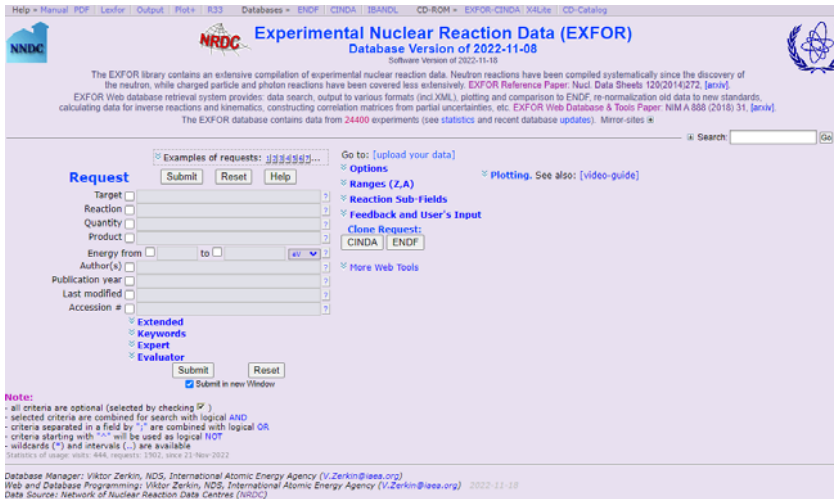 Help » Manual PDF | Lexfor | Output | Plot+ | R33 Databases » ENDF | CINDA | IBANDL CD-ROM » EXFOR-CINDA X4Lite | CD-Catalog
NNDC
NRDC
Experimental Nuclear Reaction Data (EXFOR)
Database Version of 2022-11-08
Software Version of 2022-11-18
The EXFOR library contains an extensive compilation of experimental nuclear reaction data. Neutron reactions have been compiled systematically since the discovery of
the neutron, while charged particle and photon reactions have been covered less extensively. EXFOR Reference Paper: Nucl. Data Sheets 120(2014)272, [arxiv].
EXFOR Web database retrieval system provides: data search, output to various formats (incl.XML), plotting and comparison to ENDF, re-normalization old data to new standards,
calculating data for inverse reactions and kinematics, constructing correlation matrices from partial uncertainties, etc. EXFOR Web Database & Tools Paper: NIM A 888 (2018) 31, [arxiv].
The EXFOR database contains data from 24400 experiments (see statistics and recent database updates). Mirror-sites
Search: Go
Examples of requests: 1|2|3|4|5|6|7|...
Request Submit Reset Help
Target ?
Reaction ?
Quantity ?
Product ?
Energy from to eV ?
Author(s) ?
Publication year ?
Last modified ?
Accession # ?
Extended
Keywords
Expert
Evaluator
Submit Reset
Submit in new Window
Go to: [upload your data]
Options
Ranges (Z,A)
Reaction Sub-Fields
Feedback and User's Input
Clone Request:
CINDA ENDF
More Web Tools
Plotting. See also: [video-guide]
Note:
- all criteria are optional (selected by checking )
- selected criteria are combined for search with logical AND
- criteria separated in a field by ";" are combined with logical OR
- criteria starting with "^" will be used as logical NOT
- wildcards (*) and intervals (..) are available
Statistics of usage: visits: 444, requests: 1902, since 21-Nov-2022
Database Manager: Viktor Zerkin, NDS, International Atomic Energy Agency (V.Zerkin@iaea.org)
Web and Database Programming: Viktor Zerkin, NDS, International Atomic Energy Agency (V.Zerkin@iaea.org) 2022-11-18
Data Source: Network of Nuclear Reaction Data Centres (NRDC)